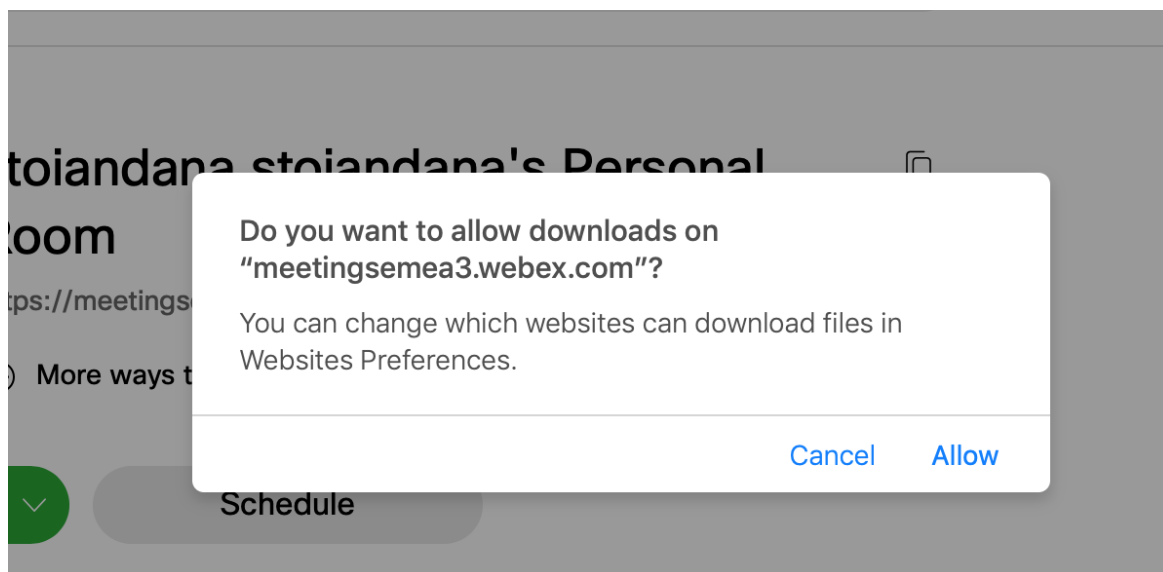 toiandana stoiandana's Personal
Room
Do you want to allow downloads on
“meetingsemea3.webex.com”?
tps://meetings
You can change which websites can download files in
Websites Preferences.
More ways t
Cancel
Allow
Schedule